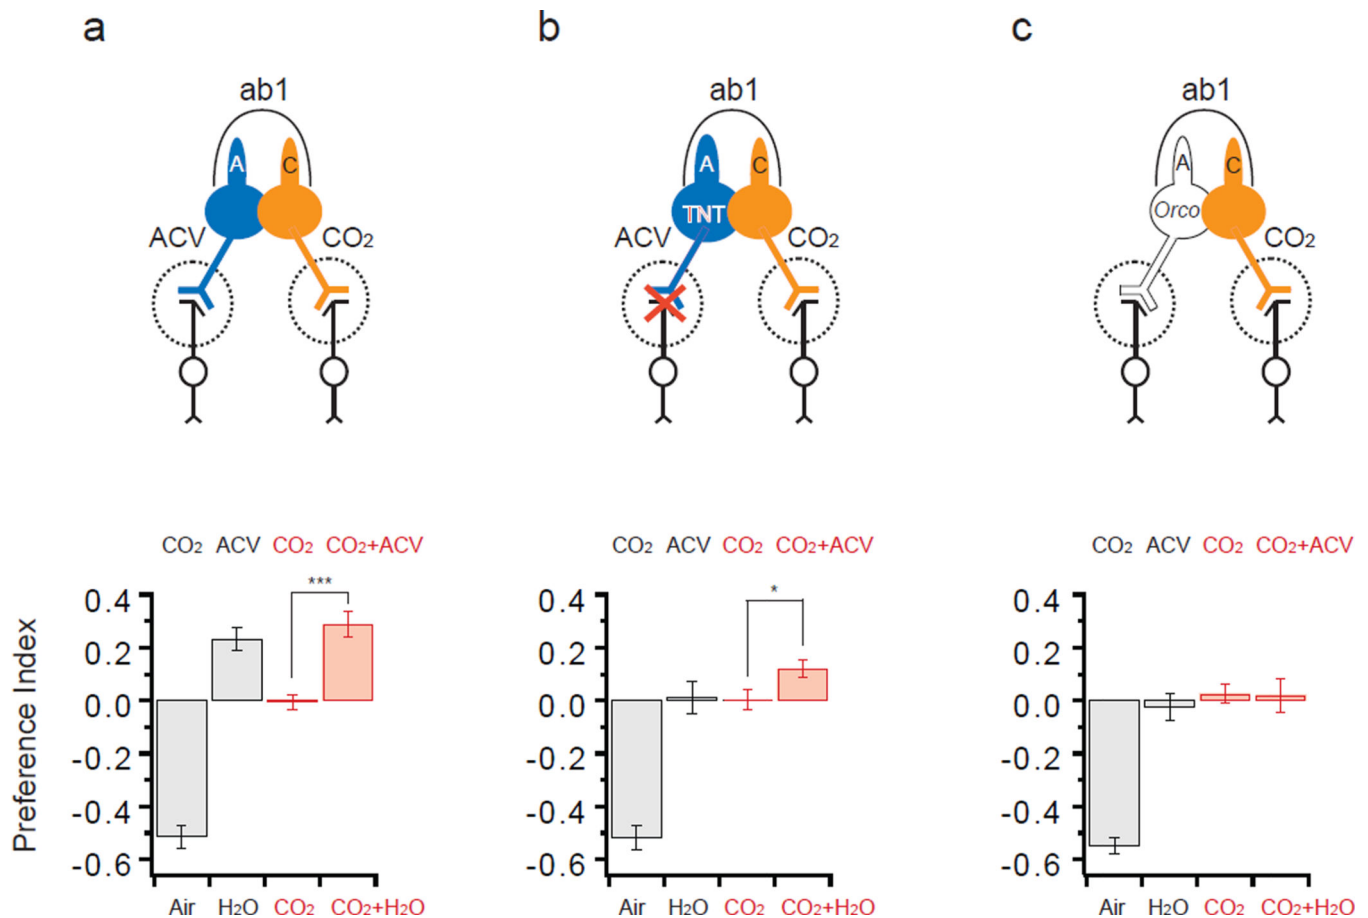 a b c
ab1 ab1 ab1
A C A C A C
TNT Orco
ACV CO₂ ACV CO₂ CO₂
CO₂ ACV CO₂ CO₂+ACV CO₂ ACV CO₂ CO₂+ACV CO₂ ACV CO₂ CO₂+ACV
*** *
Preference Index
0.4 0.4 0.4
0.2 0.2 0.2
0.0 0.0 0.0
-0.2 -0.2 -0.2
-0.4 -0.4 -0.4
-0.6 -0.6 -0.6
Air H₂O CO₂ CO₂+H₂O Air H₂O CO₂ CO₂+H₂O Air H₂O CO₂ CO₂+H₂O